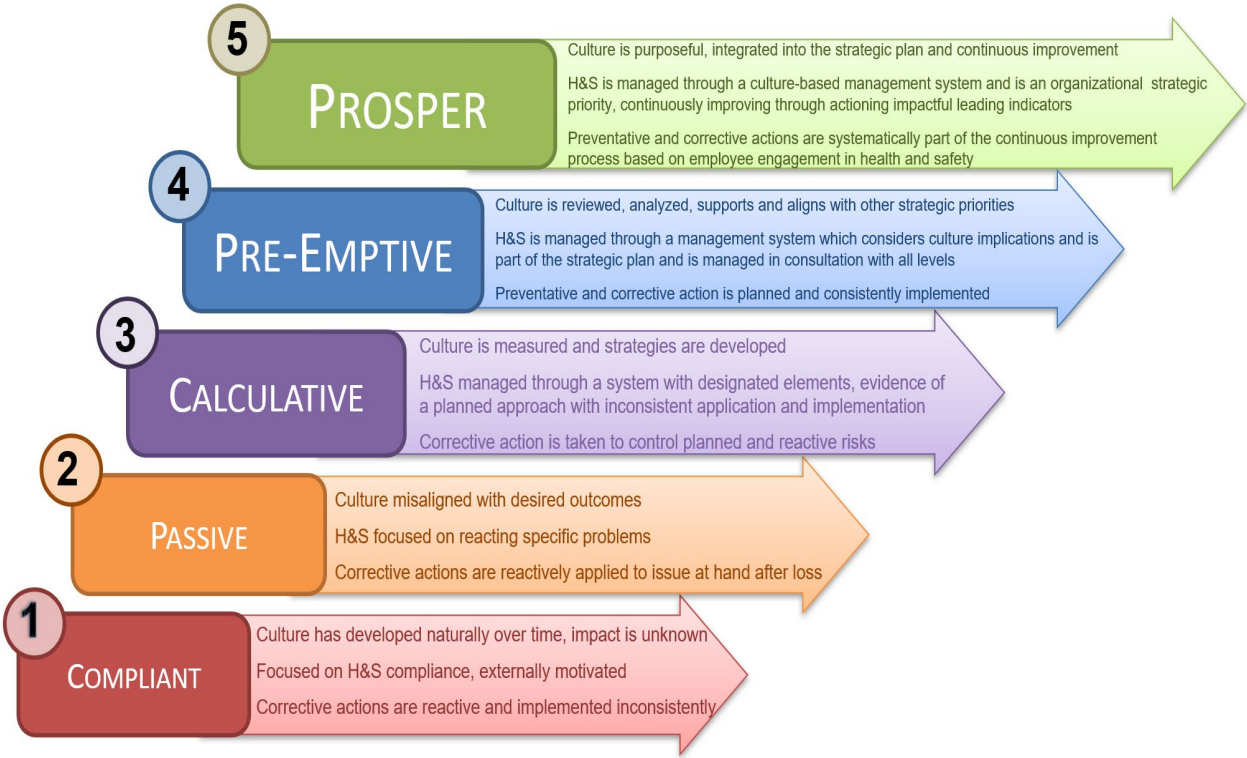 5
PROSPER
Culture is purposeful, integrated into the strategic plan and continuous improvement
H&S is managed through a culture-based management system and is an organizational strategic
priority, continuously improving through actioning impactful leading indicators
Preventative and corrective actions are systematically part of the continuous improvement
process based on employee engagement in health and safety
4
PRE-EMPTIVE
Culture is reviewed, analyzed, supports and aligns with other strategic priorities
H&S is managed through a management system which considers culture implications and is
part of the strategic plan and is managed in consultation with all levels
Preventative and corrective action is planned and consistently implemented
3
CALCULATIVE
Culture is measured and strategies are developed
H&S managed through a system with designated elements, evidence of
a planned approach with inconsistent application and implementation
Corrective action is taken to control planned and reactive risks
2
PASSIVE
Culture misaligned with desired outcomes
H&S focused on reacting specific problems
Corrective actions are reactively applied to issue at hand after loss
1
COMPLIANT
Culture has developed naturally over time, impact is unknown
Focused on H&S compliance, externally motivated
Corrective actions are reactive and implemented inconsistently